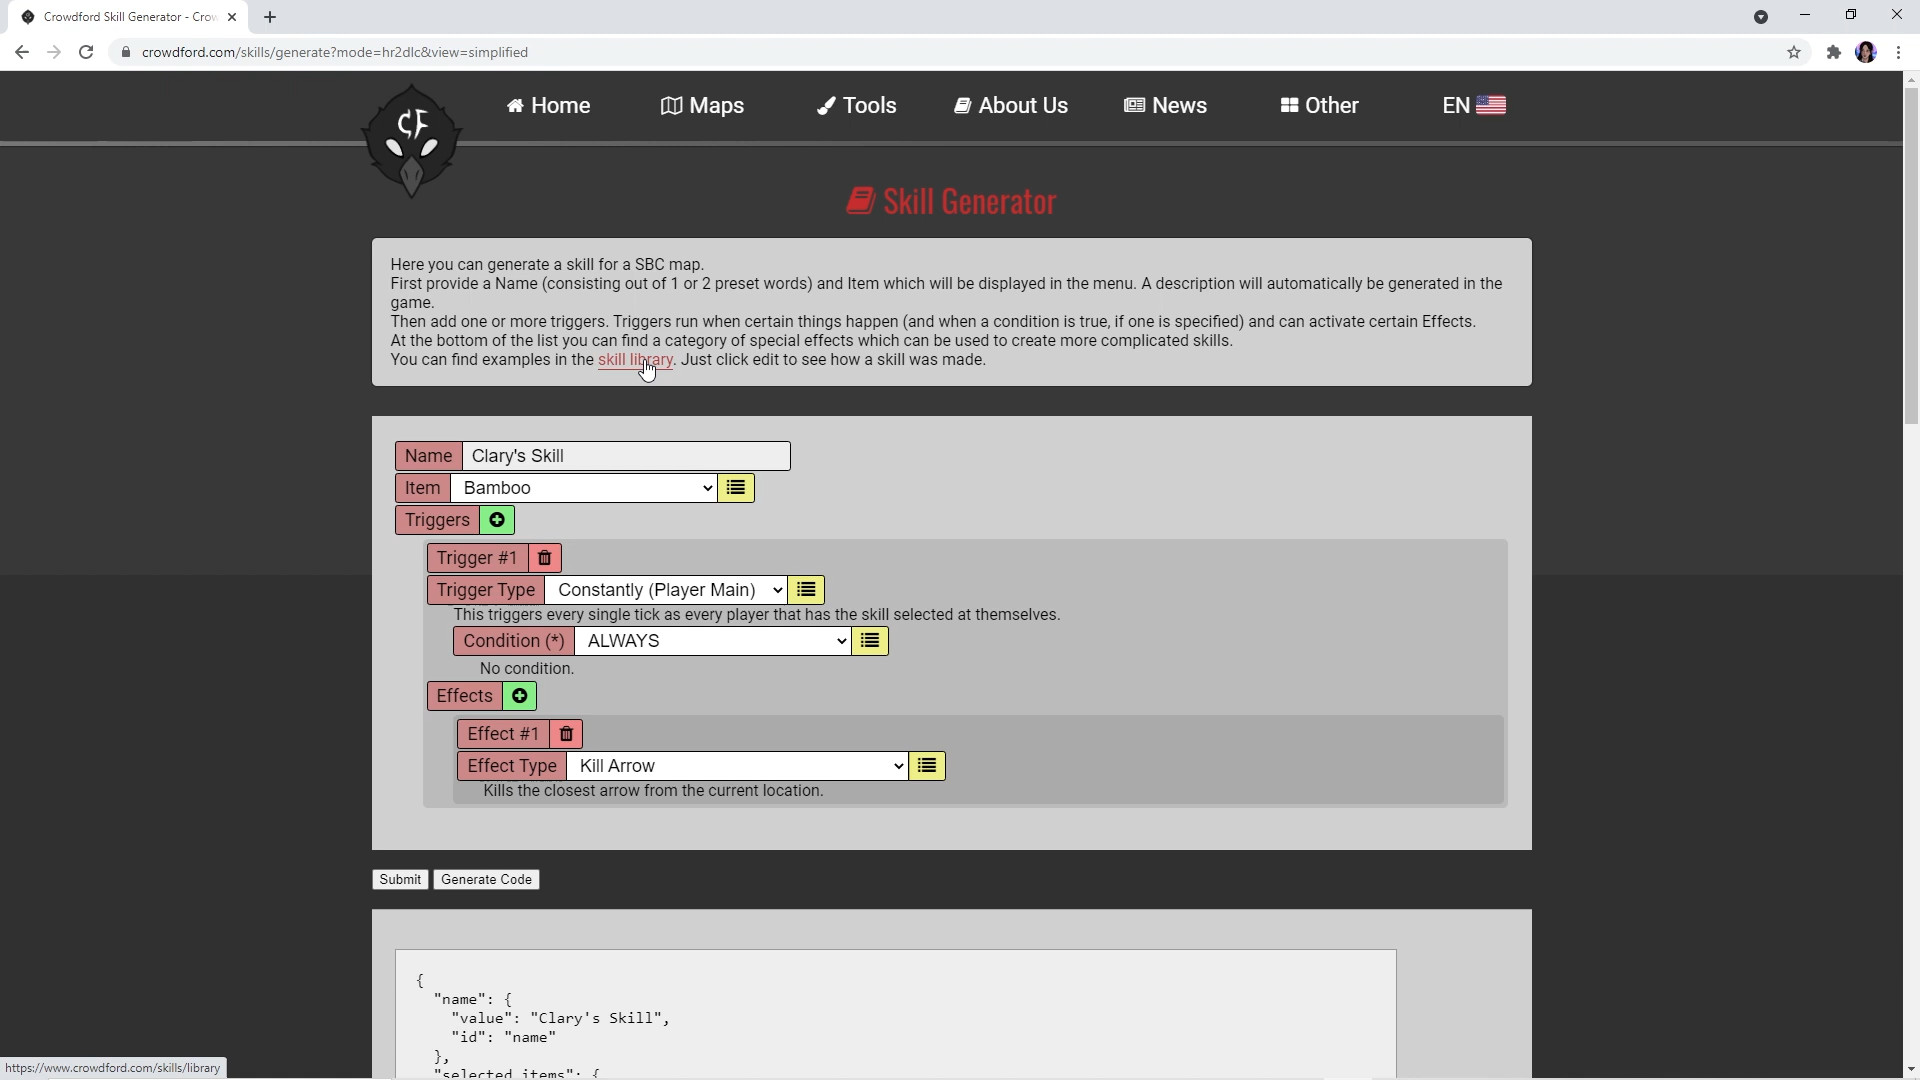 Crowdford Skill Generator - Crow
crowdford.com/skills/generate?mode=hr2dlc&view=simplified
CF
Home
Maps
Tools
About Us
News
Other
EN
Skill Generator
Here you can generate a skill for a SBC map.
First provide a Name (consisting out of 1 or 2 preset words) and Item which will be displayed in the menu. A description will automatically be generated in the
game.
Then add one or more triggers. Triggers run when certain things happen (and when a condition is true, if one is specified) and can activate certain Effects.
At the bottom of the list you can find a category of special effects which can be used to create more complicated skills.
You can find examples in the skill library. Just click edit to see how a skill was made.
Name Clary's Skill
Item Bamboo
Triggers
Trigger #1
Trigger Type Constantly (Player Main)
This triggers every single tick as every player that has the skill selected at themselves.
Condition (*) ALWAYS
No condition.
Effects
Effect #1
Effect Type Kill Arrow
Kills the closest arrow from the current location.
Submit Generate Code
{
"name": {
"value": "Clary's Skill",
"id": "name"
},
"selected_items": {
https://www.crowdford.com/skills/library